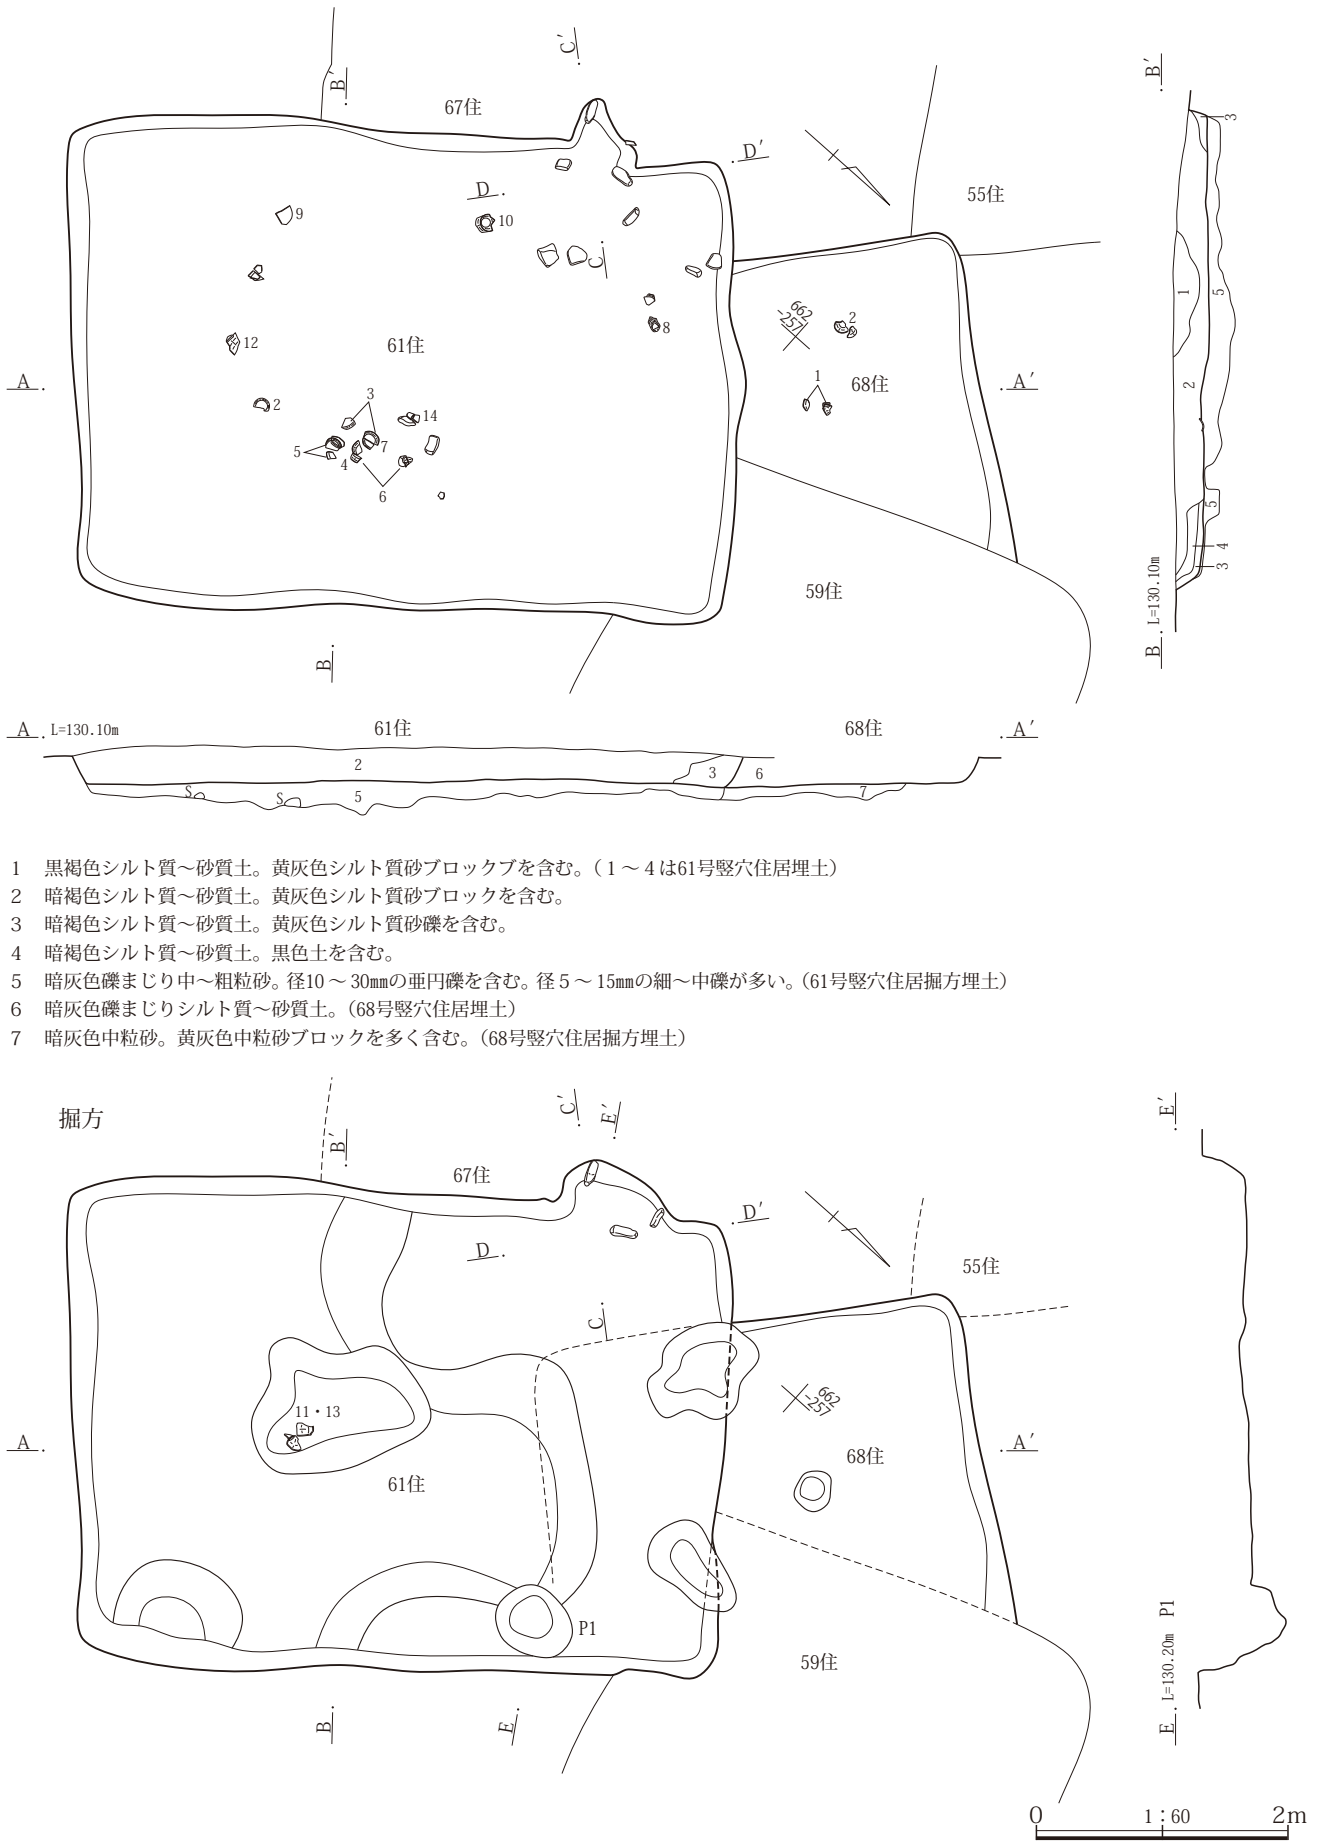 C′
B′
67住
D′
B′
3
55住
D
9
10
C
1
5
8
662
-257
2
12
61住
A
1
68住
A′
2
3
2
14
5
7
4
6
5
4
3
59住
B
B L=130.10m
A L=130.10m
61住
68住
A′
2
3
6
S
S
5
7
1 黒褐色シルト質～砂質土。黄灰色シルト質砂ブロックブを含む。（１～４は61号竪穴住居埋土）
2 暗褐色シルト質～砂質土。黄灰色シルト質砂ブロックを含む。
3 暗褐色シルト質～砂質土。黄灰色シルト質砂礫を含む。
4 暗褐色シルト質～砂質土。黒色土を含む。
5 暗灰色礫まじり中～粗粒砂。径10～30㎜の亜円礫を含む。径５～15㎜の細～中礫が多い。（61号竪穴住居掘方埋土）
6 暗灰色礫まじりシルト質～砂質土。（68号竪穴住居埋土）
7 暗灰色中粒砂。黄灰色中粒砂ブロックを多く含む。（68号竪穴住居掘方埋土）
掘方
C′
E′
E′
B′
67住
D′
D
55住
C
662
-257
11・13
A
68住
A′
61住
P1
59住
B
E
E L=130.20m P1
0 1：60 2m